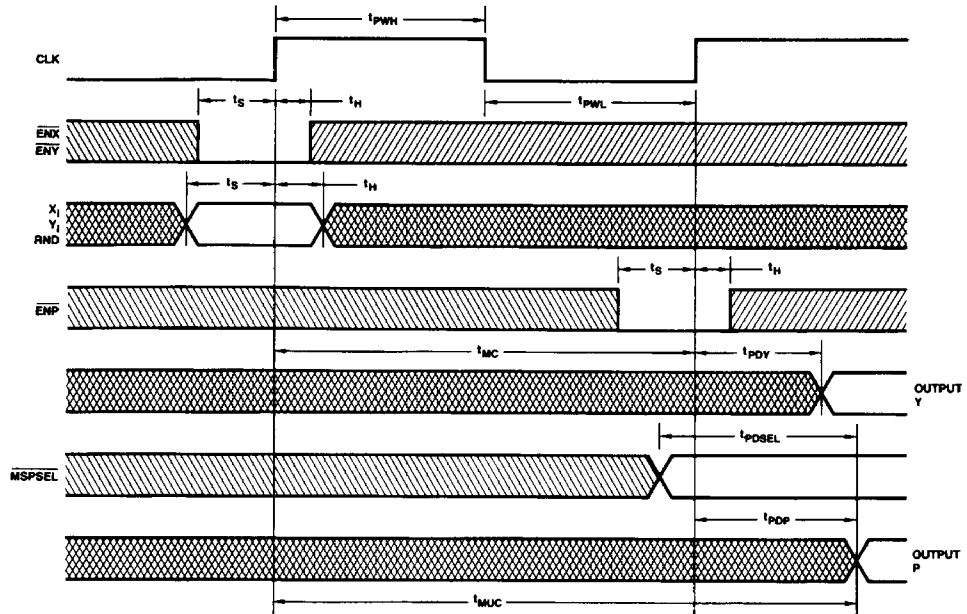 tPWH
CLK
tS
tH
tPWL
ENX
ENY
tS
tH
XI
YI
RND
tS
tH
ENP
tMC
tPDY
OUTPUT
Y
tPDSEL
MSPSEL
tPDP
OUTPUT
P
tMUC